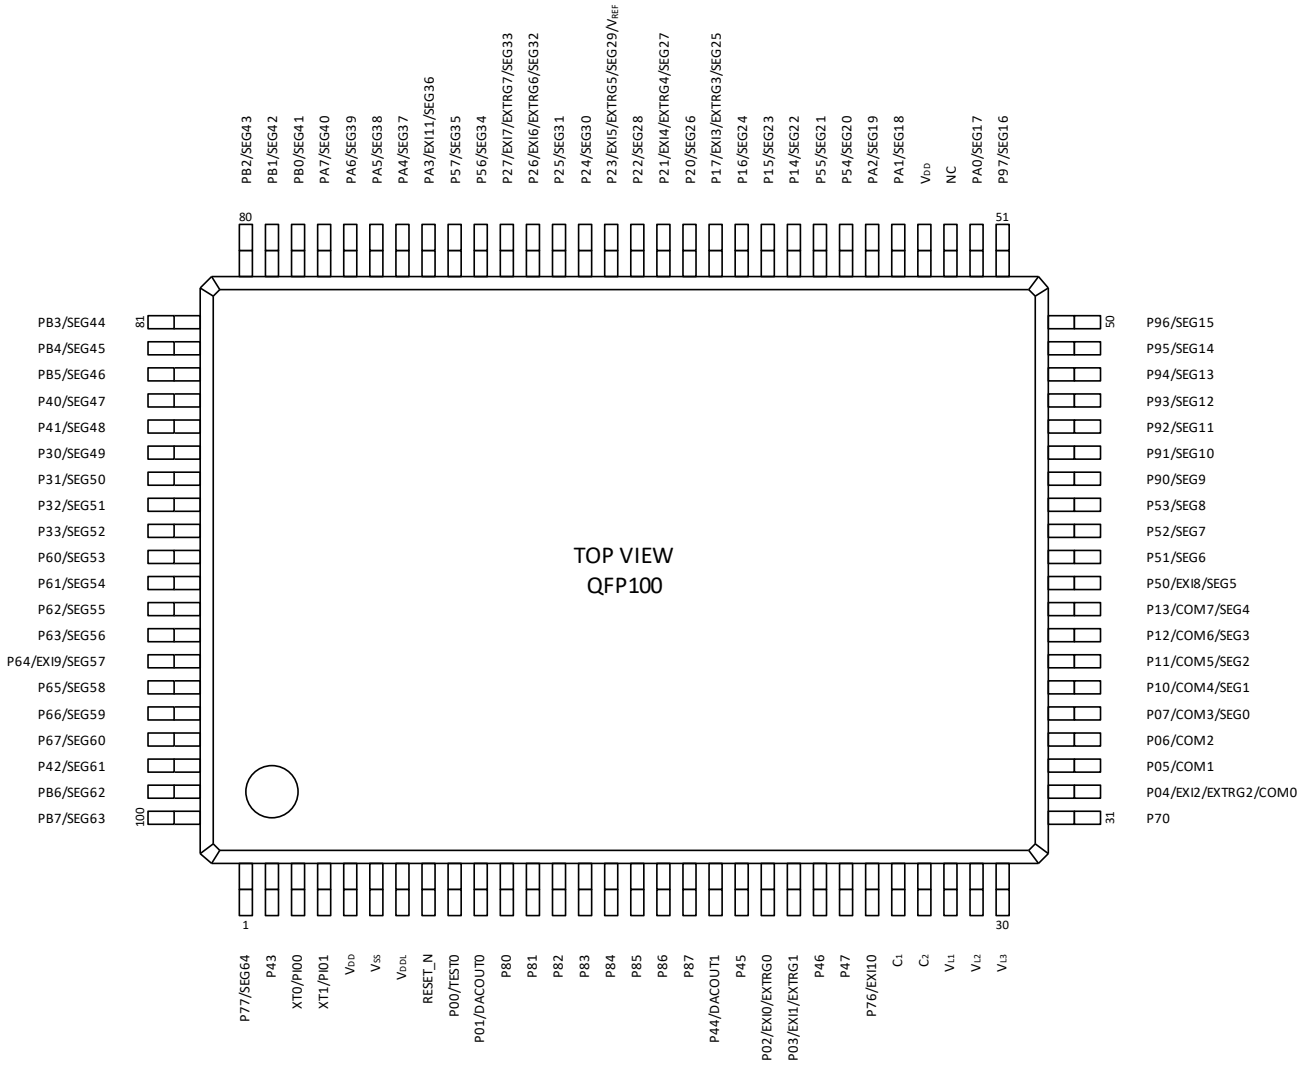 PB2/SEG43
PB1/SEG42
PB0/SEG41
PA7/SEG40
PA6/SEG39
PA5/SEG38
PA4/SEG37
PA3/EXI11/SEG36
P57/SEG35
P56/SEG34
P27/EXI7/EXTRG7/SEG33
P26/EXI6/EXTRG6/SEG32
P25/SEG31
P24/SEG30
P23/EXI5/EXTRG5/SEG29/VREF
P22/SEG28
P21/EXI4/EXTRG4/SEG27
P20/SEG26
P17/EXI3/EXTRG3/SEG25
P16/SEG24
P15/SEG23
P14/SEG22
P55/SEG21
P54/SEG20
PA2/SEG19
PA1/SEG18
VDD
NC
PA0/SEG17
P97/SEG16
80
51
PB3/SEG44
81
PB4/SEG45
PB5/SEG46
P40/SEG47
P41/SEG48
P30/SEG49
P31/SEG50
P32/SEG51
P33/SEG52
P60/SEG53
P61/SEG54
P62/SEG55
P63/SEG56
P64/EXI9/SEG57
P65/SEG58
P66/SEG59
P67/SEG60
P42/SEG61
PB6/SEG62
PB7/SEG63
100
TOP VIEW
QFP100
50
P96/SEG15
P95/SEG14
P94/SEG13
P93/SEG12
P92/SEG11
P91/SEG10
P90/SEG9
P53/SEG8
P52/SEG7
P51/SEG6
P50/EXI8/SEG5
P13/COM7/SEG4
P12/COM6/SEG3
P11/COM5/SEG2
P10/COM4/SEG1
P07/COM3/SEG0
P06/COM2
P05/COM1
P04/EXI2/EXTRG2/COM0
31
P70
1
30
P77/SEG64
P43
XT0/PI00
XT1/PI01
VDD
VSS
VDDL
RESET_N
P00/TEST0
P01/DACOUT0
P80
P81
P82
P83
P84
P85
P86
P87
P44/DACOUT1
P45
P02/EXI0/EXTRG0
P03/EXI1/EXTRG1
P46
P47
P76/EXI10
C1
C2
VL1
VL2
VL3